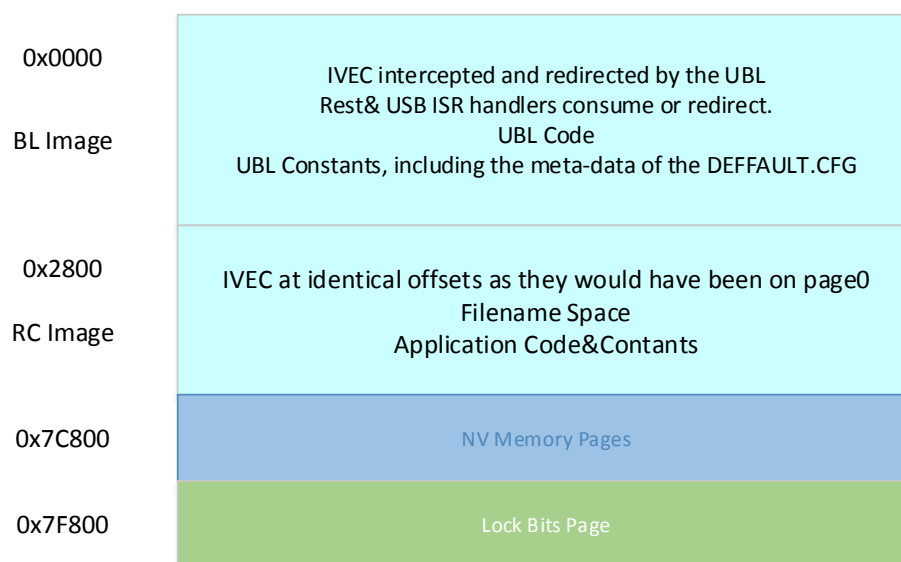 0x0000
BL Image
IVEC intercepted and redirected by the UBL
Rest& USB ISR handlers consume or redirect.
UBL Code
UBL Constants, including the meta-data of the DEFFAULT.CFG
0x2800
RC Image
IVEC at identical offsets as they would have been on page0
Filename Space
Application Code&Contants
0x7C800
NV Memory Pages
0x7F800
Lock Bits Page